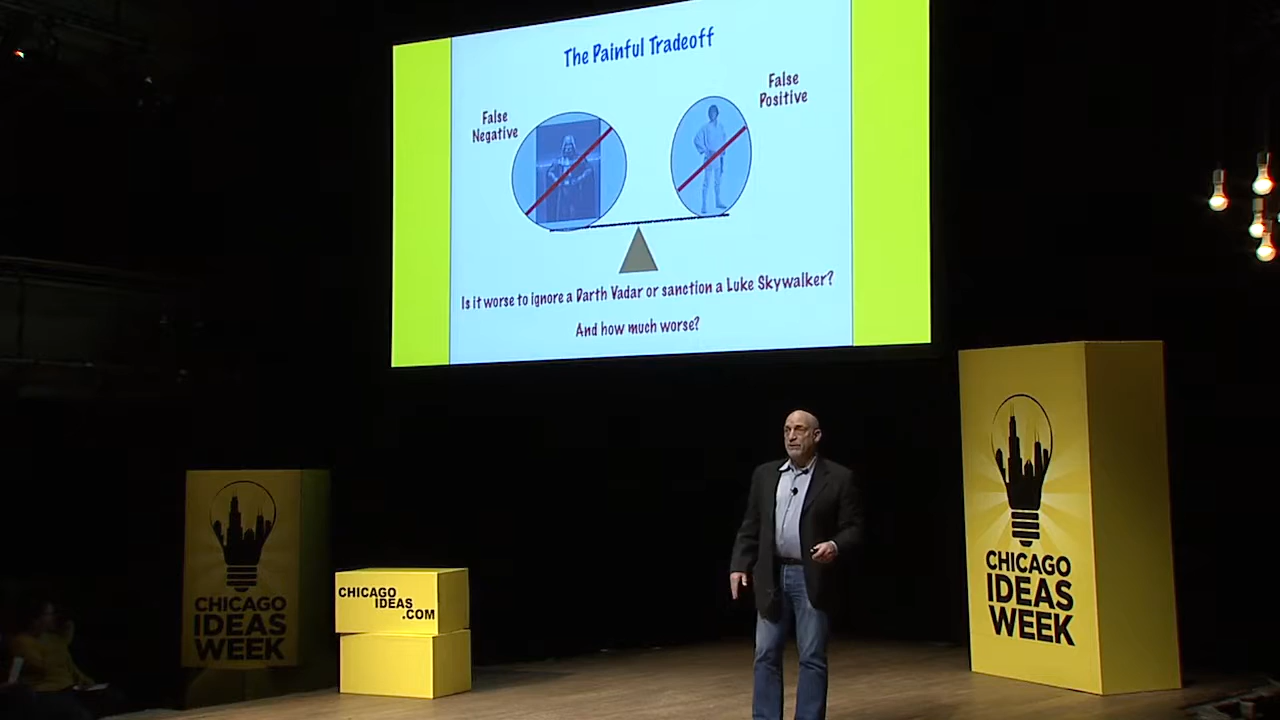 The Painful Tradeoff
False
Negative
False
Positive
Is it worse to ignore a Darth Vadar or sanction a Luke Skywalker?
And how much worse?
CHICAGO
IDEAS
WEEK
CHICAGO
IDEAS
.COM
CHICAGO
IDEAS
WEEK